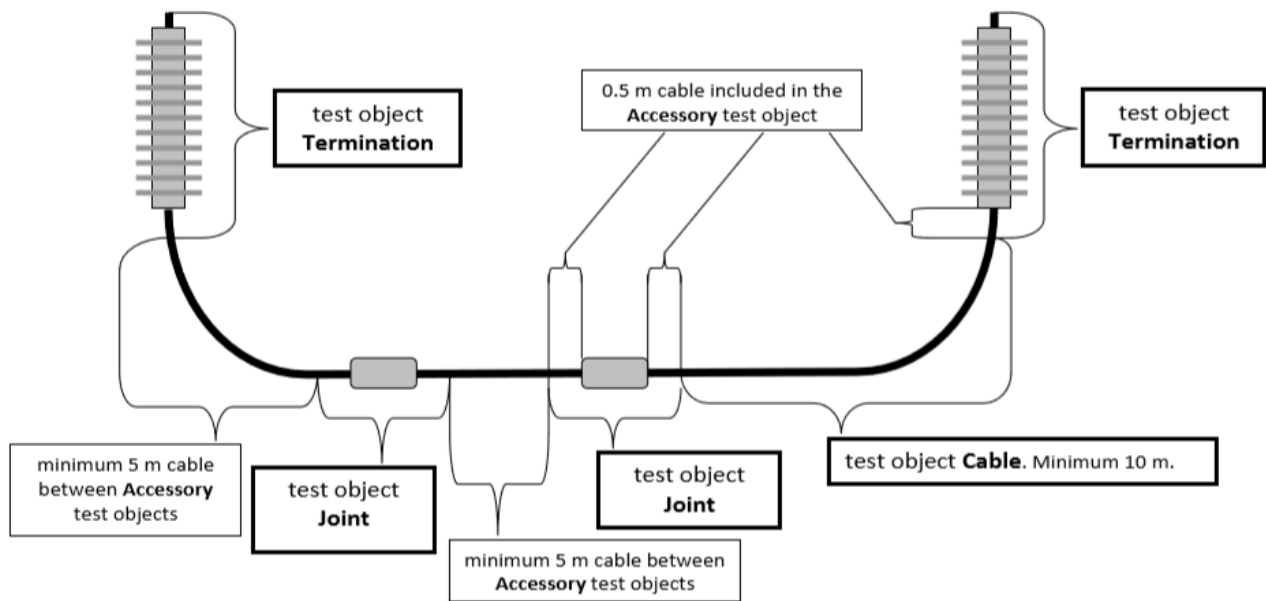 test object
Termination
0.5 m cable included in the
Accessory test object
test object
Termination
minimum 5 m cable
between Accessory
test objects
test object
Joint
minimum 5 m cable between
Accessory test objects
test object
Joint
test object Cable. Minimum 10 m.